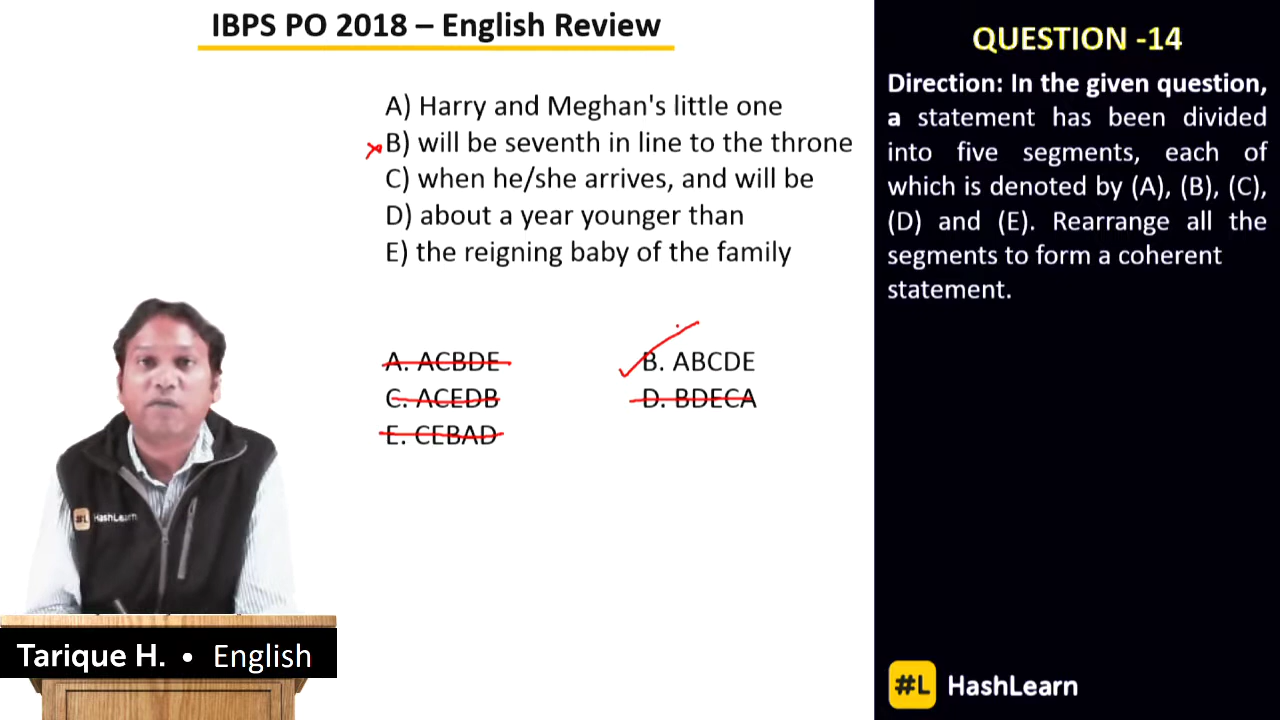 IBPS PO 2018 – English Review
A) Harry and Meghan's little one
B) will be seventh in line to the throne
C) when he/she arrives, and will be
D) about a year younger than
E) the reigning baby of the family
A. ACBDE
B. ABCDE
C. ACEDB
D. BDECA
E. CEBAD
QUESTION -14
Direction: In the given question,
a statement has been divided
into five segments, each of
which is denoted by (A), (B), (C),
(D) and (E). Rearrange all the
segments to form a coherent
statement.
#L HashLearn
Tarique H. • English
#L HashLearn